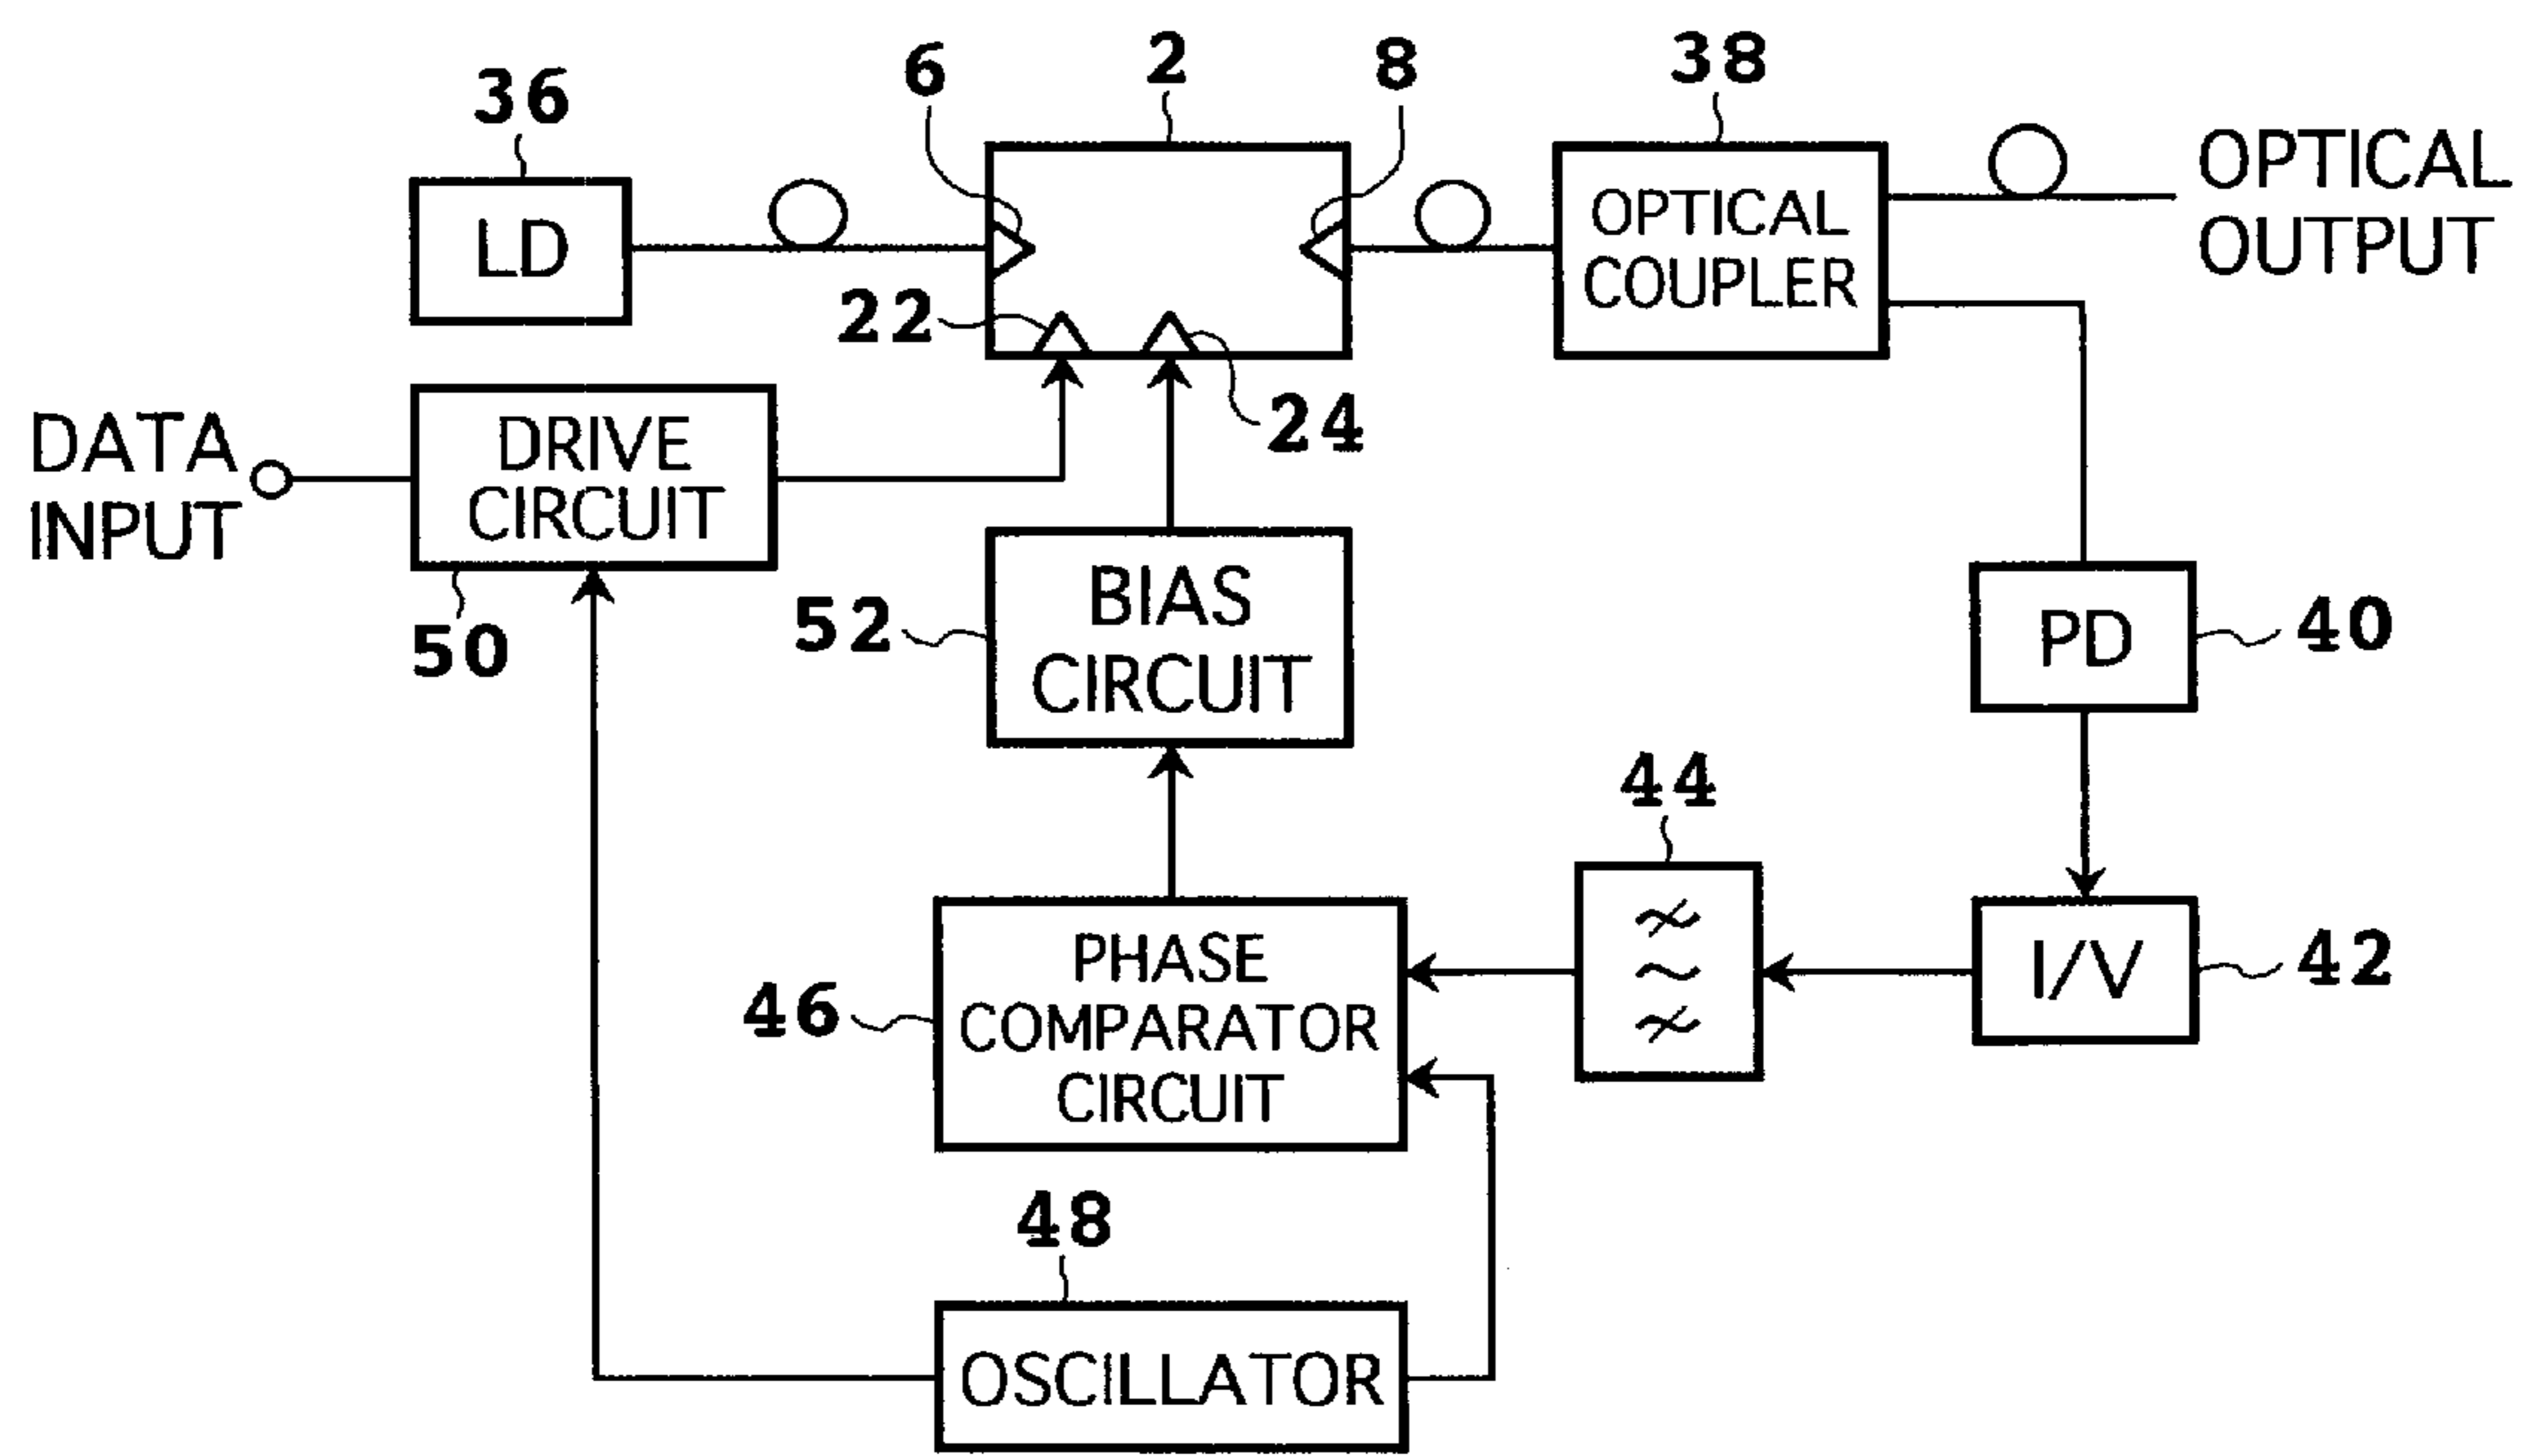 36
6
2
8
38
LD
OPTICAL
COUPLER
OPTICAL
OUTPUT
22
24
DATA
INPUT
DRIVE
CIRCUIT
50
52
BIAS
CIRCUIT
PD
40
44
46
PHASE
COMPARATOR
CIRCUIT
I/V
42
48
OSCILLATOR